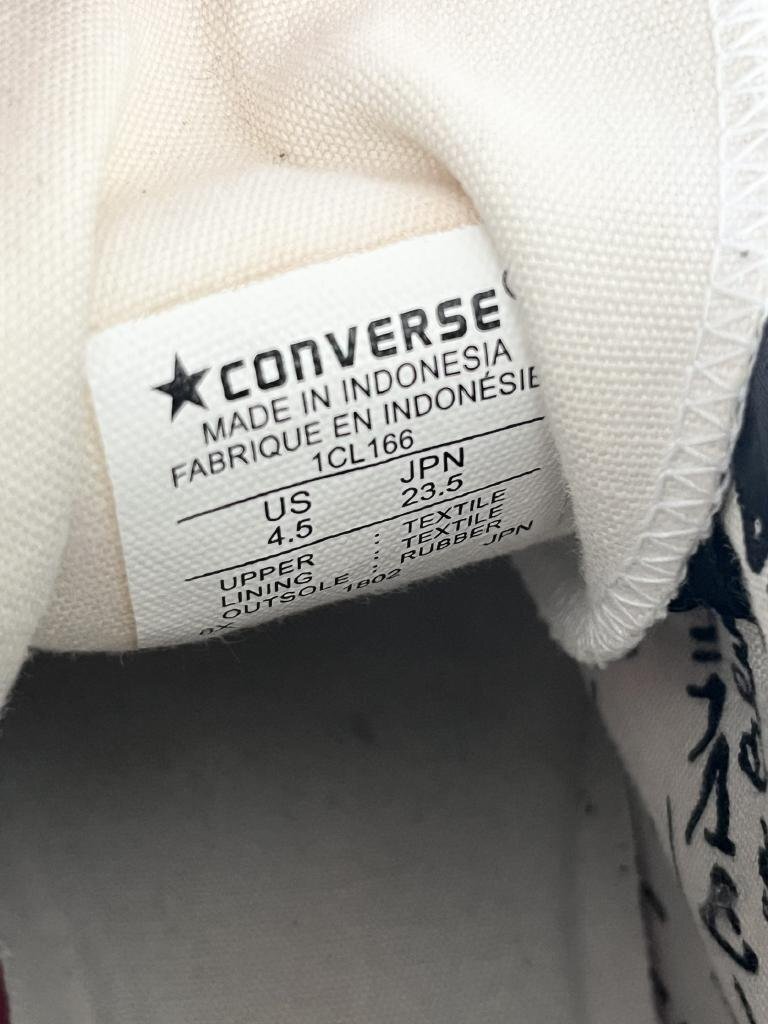 CONVERSE
MADE IN INDONESIA
FABRIQUE EN INDONÉSIE
1CL166
US JPN
4.5 23.5
UPPER : TEXTILE
LINING : TEXTILE
OUTSOLE : RUBBER
1802 JPN